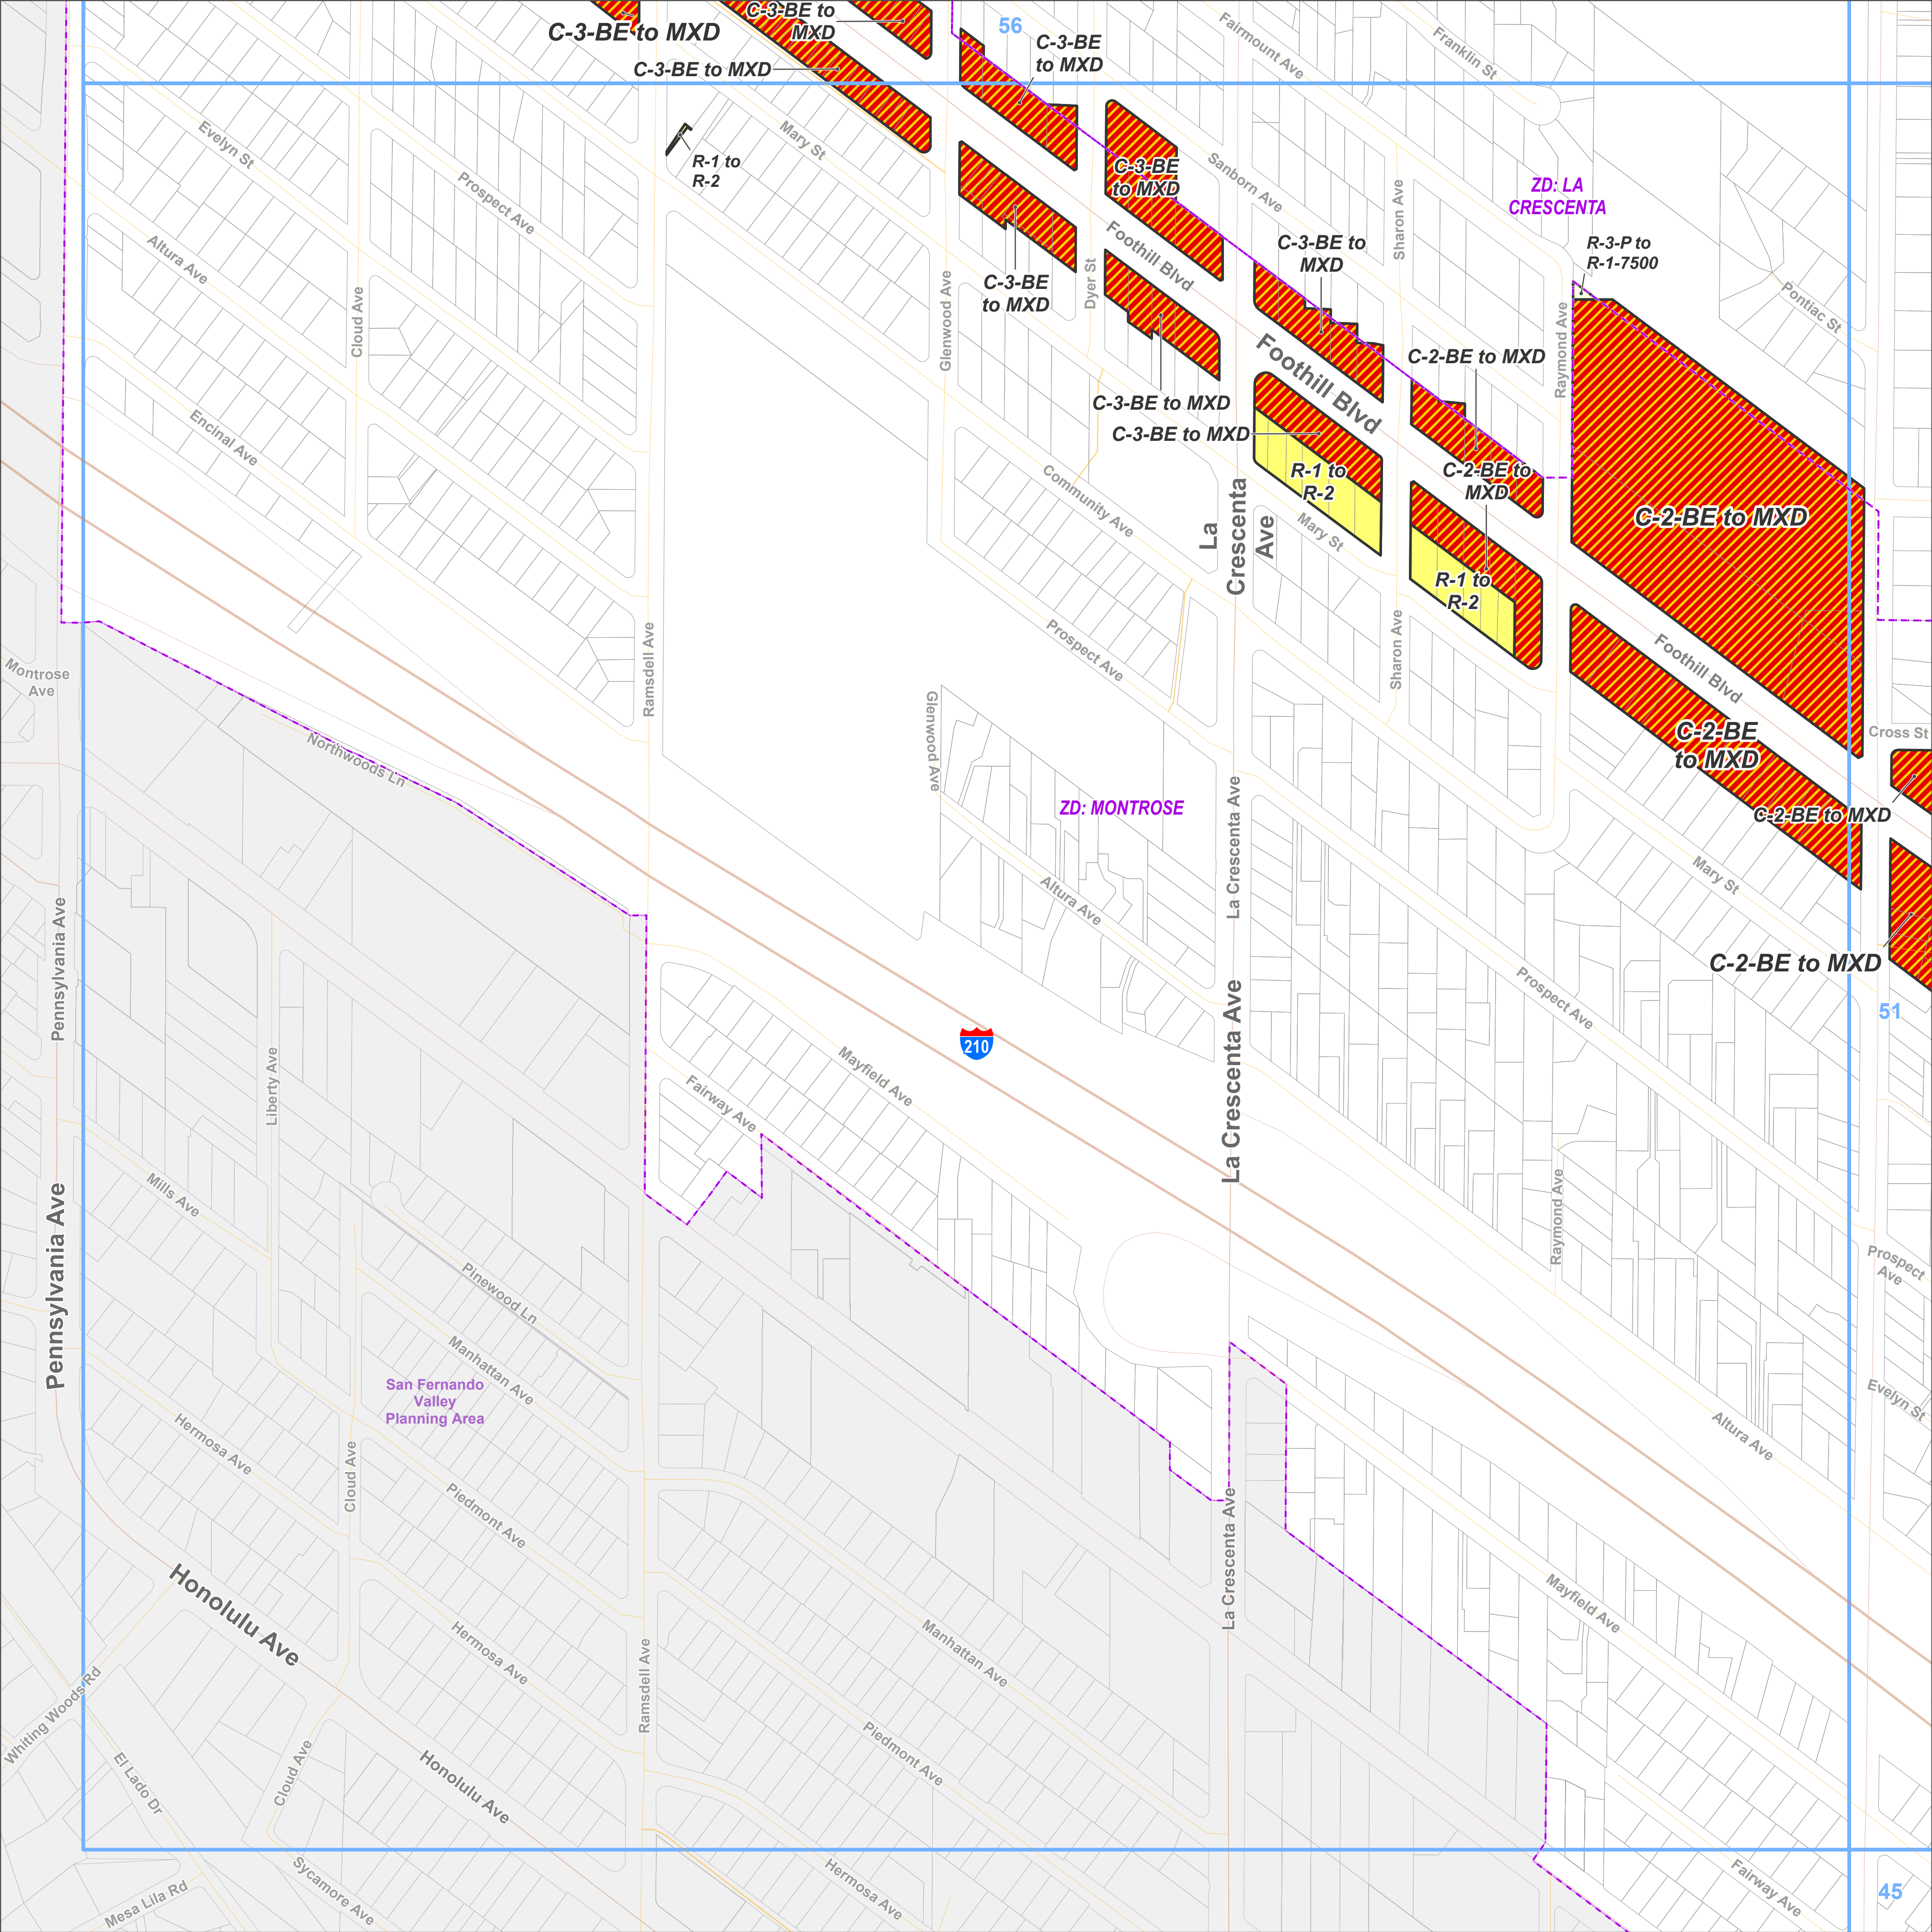 C-3-BE to MXD
C-3-BE to
MXD
56
C-3-BE
to MXD
Fairmount Ave
Franklin St
C-3-BE to MXD
Evelyn St
Mary St
R-1 to
R-2
Prospect Ave
C-3-BE
to MXD
Sanborn Ave
Sharon Ave
ZD: LA
CRESCENTA
Altura Ave
Foothill Blvd
C-3-BE to
MXD
R-3-P to
R-1-7500
Cloud Ave
Glenwood Ave
Dyer St
C-3-BE
to MXD
Raymond Ave
Pontiac St
Foothill Blvd
C-2-BE to MXD
C-3-BE to MXD
Encinal Ave
C-3-BE to MXD
R-1 to
R-2
C-2-BE to
MXD
Community Ave
La
Crescenta
Ave
Mary St
C-2-BE to MXD
R-1 to
R-2
Montrose
Ave
Ramsdell Ave
Prospect Ave
Sharon Ave
Foothill Blvd
Northwoods Ln
Glenwood Ave
C-2-BE
to MXD
Cross St
ZD: MONTROSE
La Crescenta Ave
C-2-BE to MXD
Altura Ave
Mary St
Pennsylvania Ave
C-2-BE to MXD
Prospect Ave
51
210
La Crescenta Ave
Liberty Ave
Mayfield Ave
Fairway Ave
Mills Ave
Raymond Ave
Pennsylvania Ave
Pinewood Ln
Prospect
Ave
Manhattan Ave
San Fernando
Valley
Planning Area
Evelyn St
Altura Ave
Hermosa Ave
Cloud Ave
Piedmont Ave
La Crescenta Ave
Honolulu Ave
Mayfield Ave
Hermosa Ave
Manhattan Ave
Ramsdell Ave
Whiting Woods Rd
El Lado Dr
Cloud Ave
Honolulu Ave
Piedmont Ave
Sycamore Ave
Mesa Lila Rd
Hermosa Ave
Fairway Ave
45